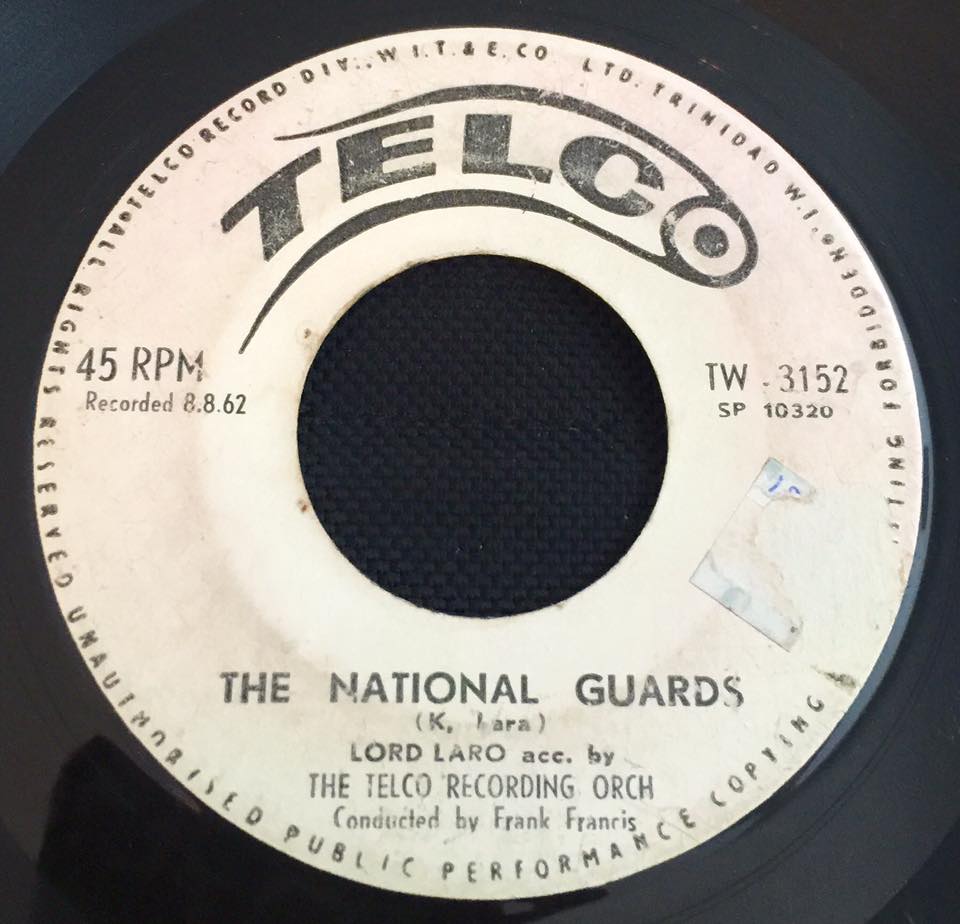 TELCO RECORD DIV., W.I.T. & E. CO LTD. TRINIDAD W.I.
TELCO
45 RPM
Recorded 8.8.62
TW - 3152
SP 10320
THE NATIONAL GUARDS
(K. Lara)
LORD LARO acc. by
THE TELCO RECORDING ORCH
Conducted by Frank Francis
ALL RIGHTS RESERVED UNAUTHORISED PUBLIC PERFORMANCE COPYING FORBIDDEN